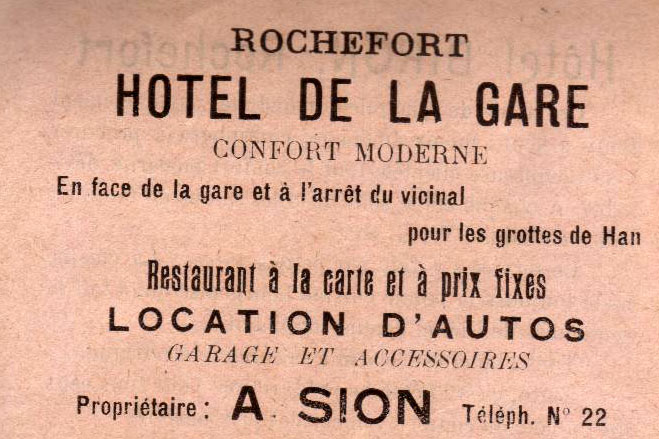 ROCHEFORT
HOTEL DE LA GARE
CONFORT MODERNE
En face de la gare et à l'arrêt du vicinal
pour les grottes de Han
Restaurant à la carte et à prix fixes
LOCATION D'AUTOS
GARAGE ET ACCESSOIRES
Propriétaire : A. SION Téléph. N° 22